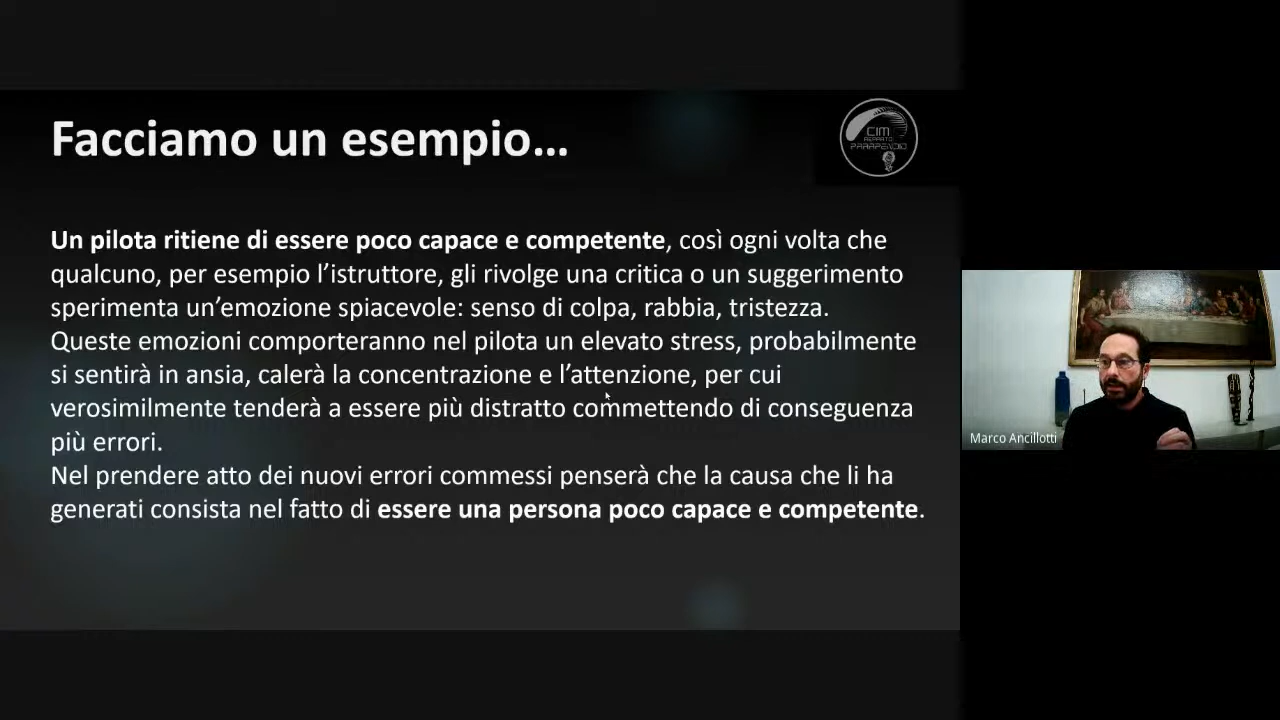 Facciamo un esempio...
CIM
REPARTO
PARAPENDIO
Un pilota ritiene di essere poco capace e competente, così ogni volta che
qualcuno, per esempio l’istruttore, gli rivolge una critica o un suggerimento
sperimenta un’emozione spiacevole: senso di colpa, rabbia, tristezza.
Queste emozioni comporteranno nel pilota un elevato stress, probabilmente
si sentirà in ansia, calerà la concentrazione e l’attenzione, per cui
verosimilmente tenderà a essere più distratto commettendo di conseguenza
più errori.
Nel prendere atto dei nuovi errori commessi penserà che la causa che li ha
generati consista nel fatto di essere una persona poco capace e competente.
Marco Ancillotti